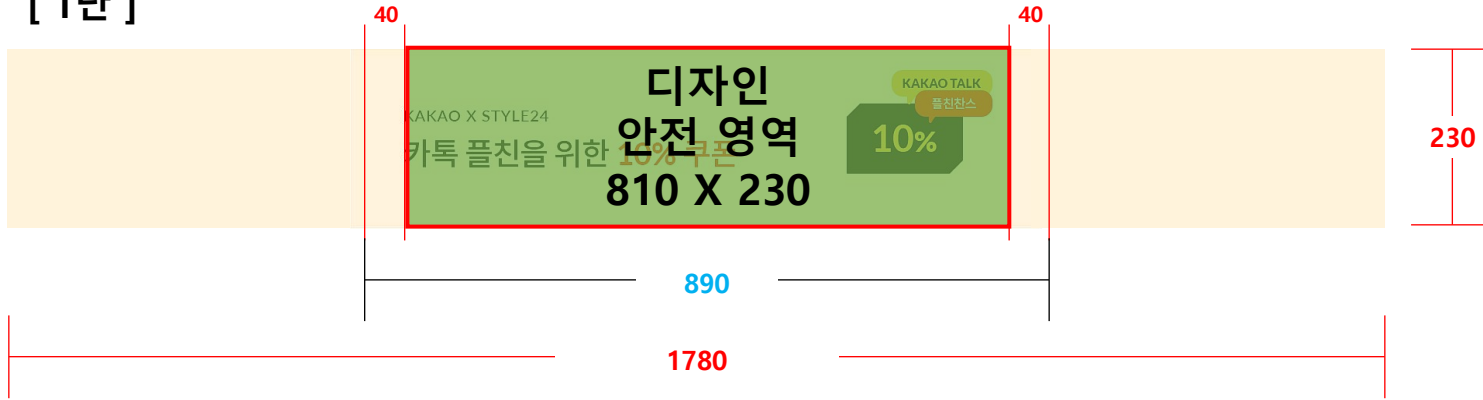 [ 1단 ]
40
40
디자인
안전 영역
810 X 230
KAKAO X STYLE24
카톡 플친을 위한 10% 쿠폰
KAKAO TALK
플친찬스
10%
230
890
1780